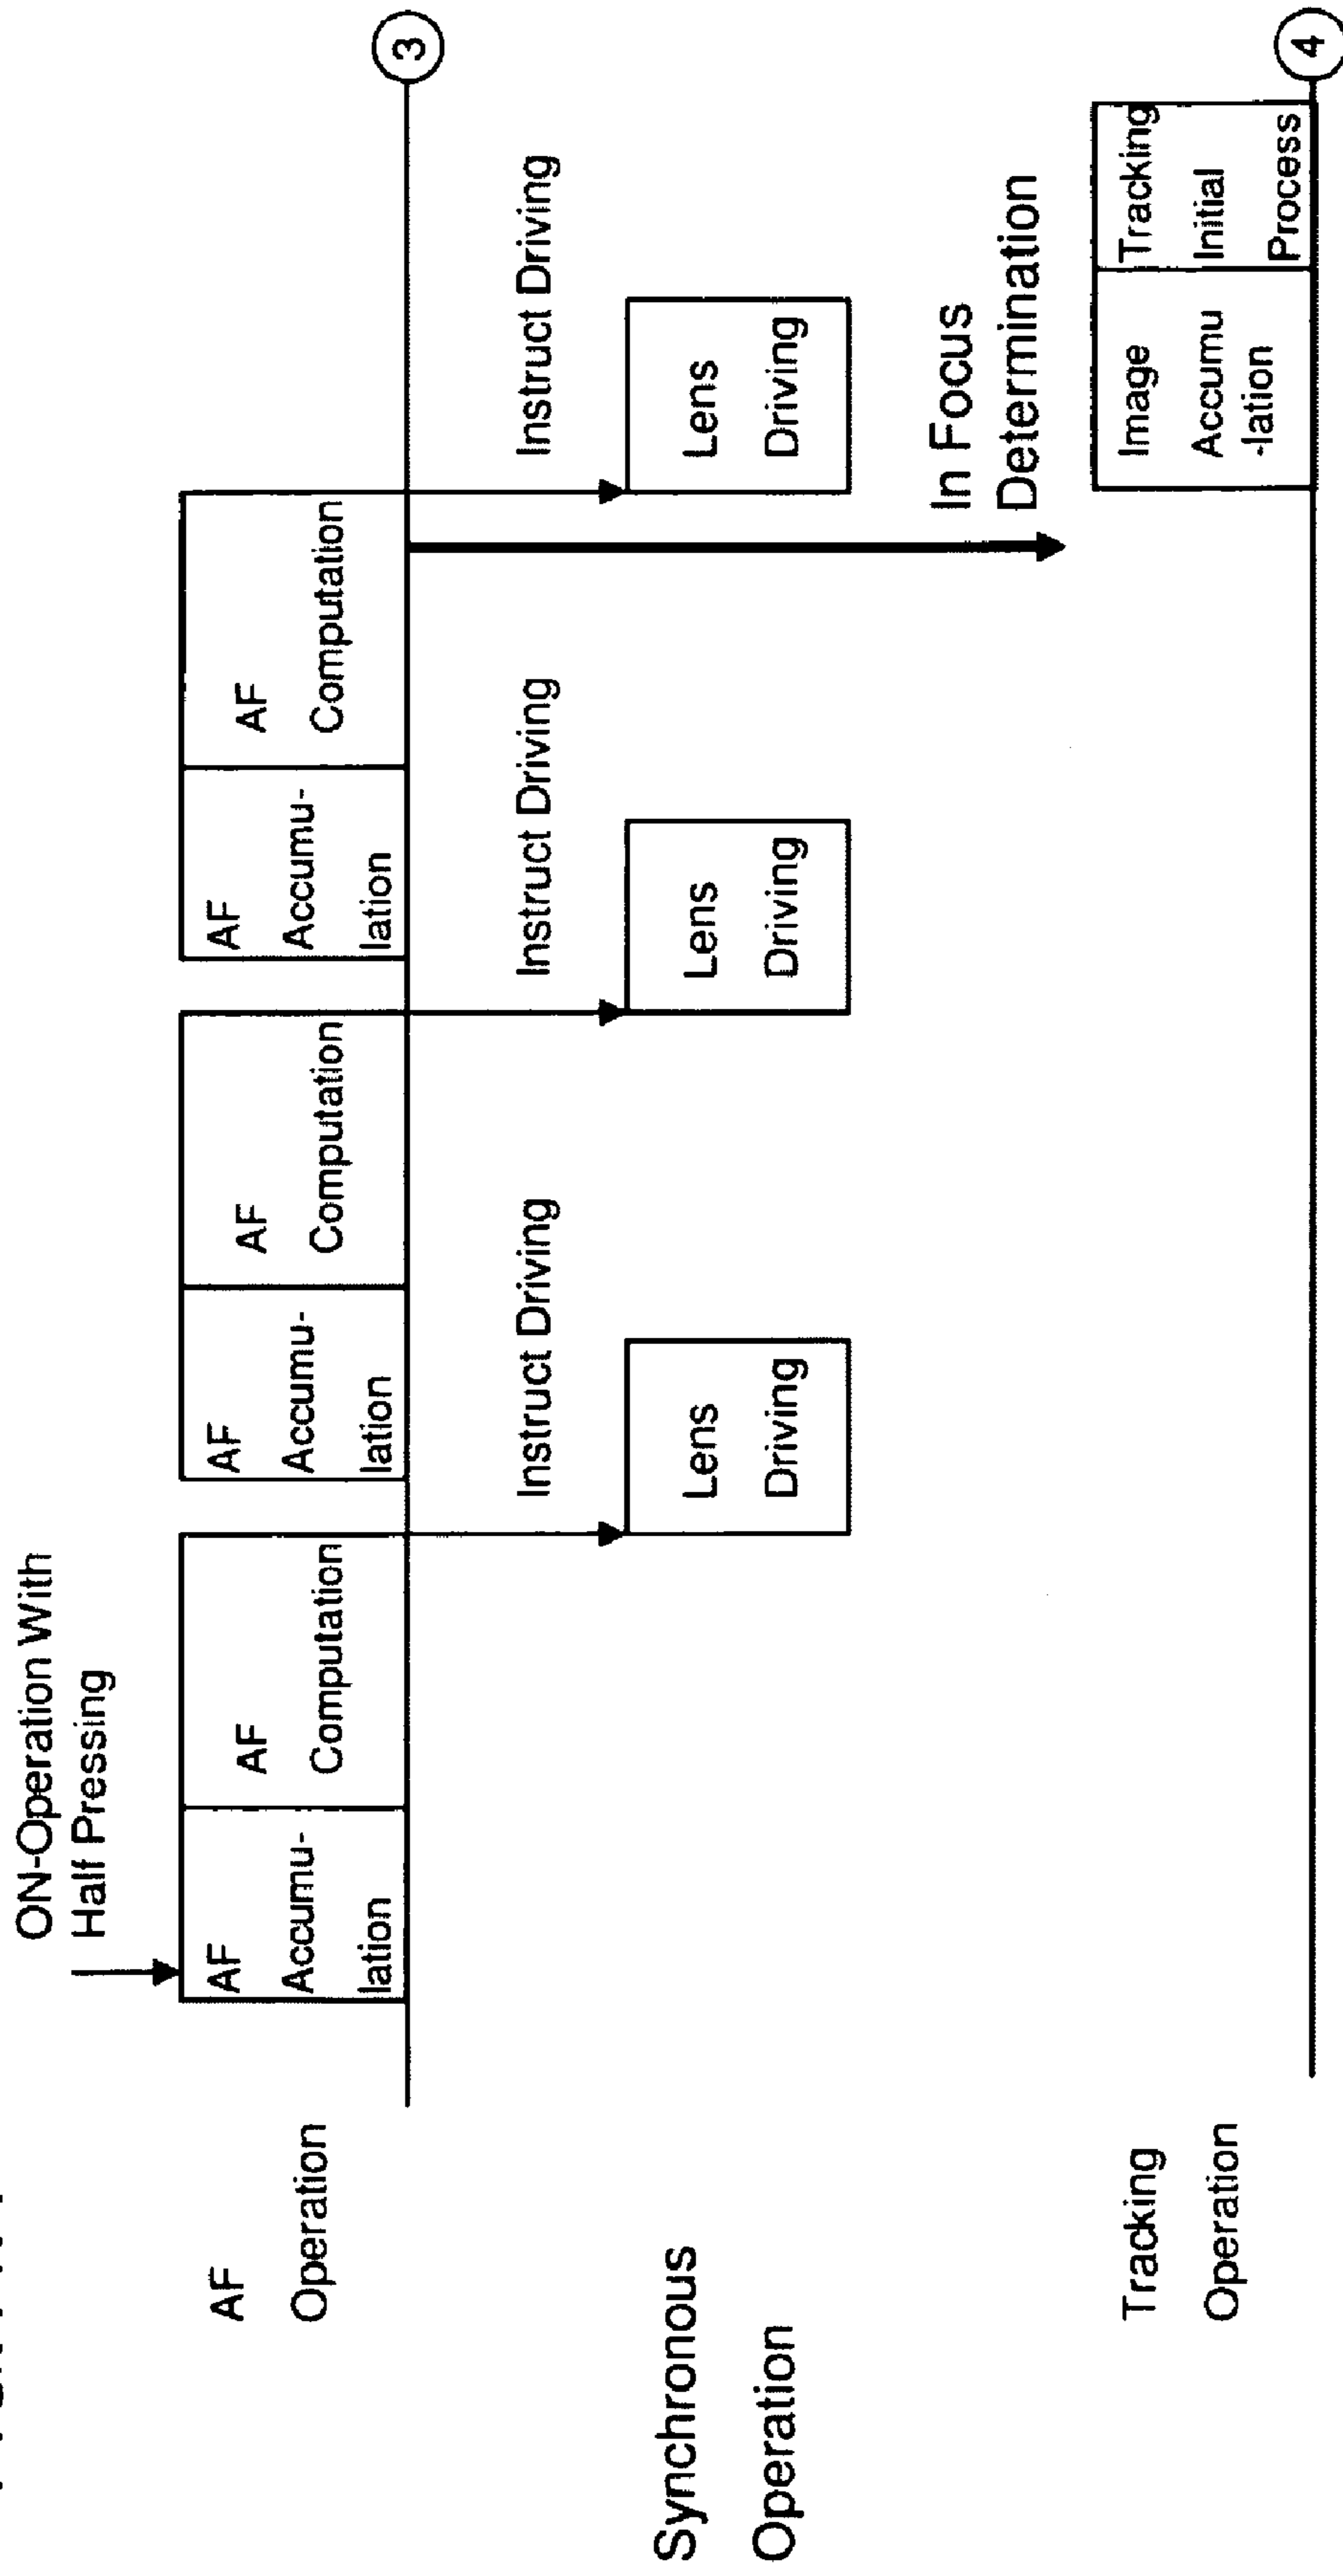 ON-Operation With
Half Pressing
AF
Operation
AF
Accumu-
lation
AF
Computation
AF
Accumu-
lation
AF
Computation
AF
Accumu-
lation
AF
Computation
3
Instruct Driving
Instruct Driving
Instruct Driving
Synchronous
Operation
Lens
Driving
Lens
Driving
Lens
Driving
In Focus
Determination
Tracking
Operation
Image
Accumu
-lation
Tracking
Initial
Process
4